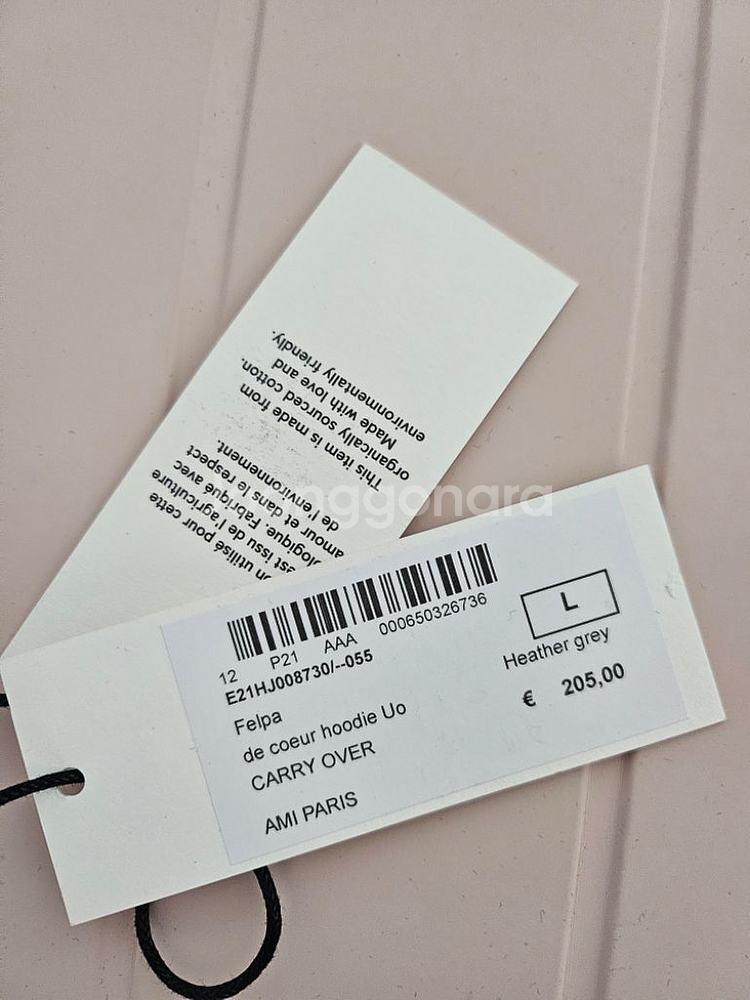 on utilisé pour cette
est issu de l'agriculture
ologique. Fabriqué avec
amour et dans le respect
de l'environnement.
This item is made from
organically sourced cotton.
Made with love and
environmentally friendly.
onggonara
12 P21 AAA 000650326736
E21HJ008730/--055
Felpa
de coeur hoodie Uo
CARRY OVER
AMI PARIS
L
Heather grey
€ 205,00